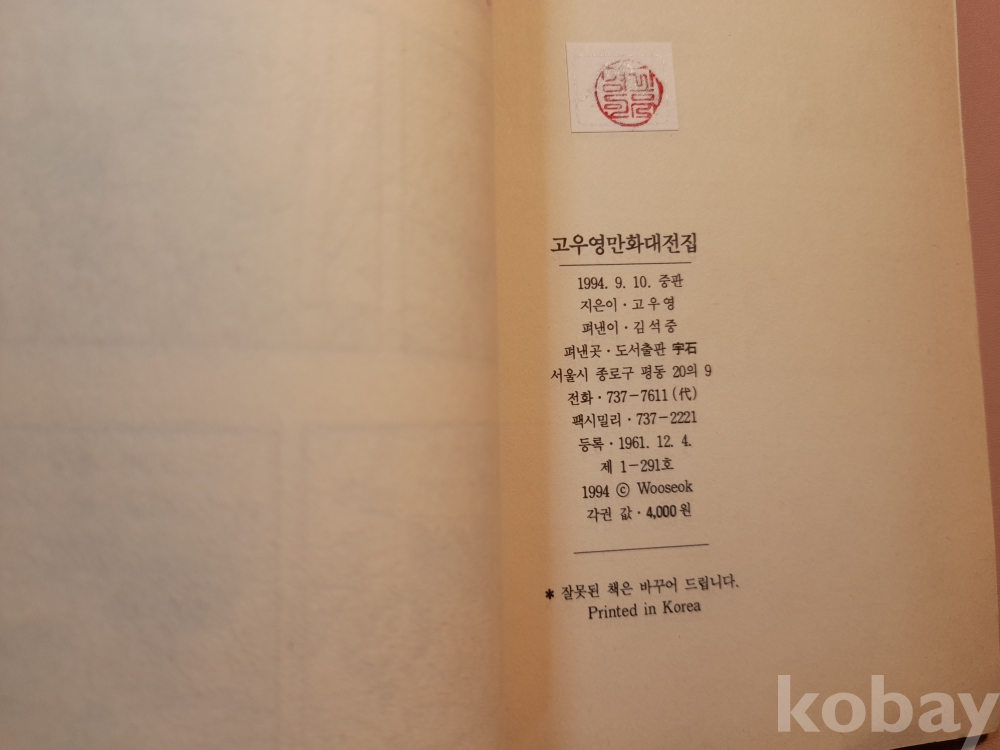 고우영만화대전집
1994. 9. 10. 중판
지은이 · 고우영
펴낸이 · 김석중
펴낸곳 · 도서출판 宇石
서울시 종로구 평동 20의 9
전화 · 737-7611 (代)
팩시밀리 · 737-2221
등록 · 1961. 12. 4.
제 1-291호
1994 ⓒ Wooseok
각권 값 · 4,000원
* 잘못된 책은 바꾸어 드립니다.
Printed in Korea
kobay